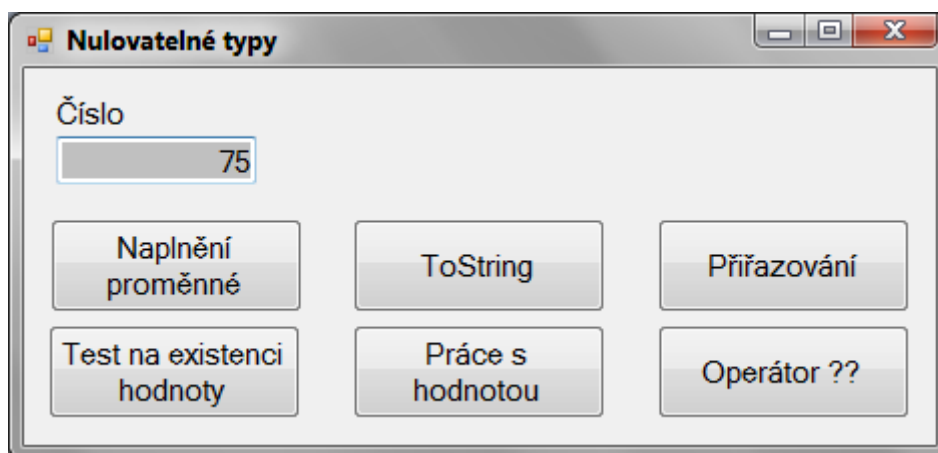 Nulovatelné typy
Číslo
75
Naplnění
proměnné
ToString
Přiřazování
Test na existenci
hodnoty
Práce s
hodnotou
Operátor ??